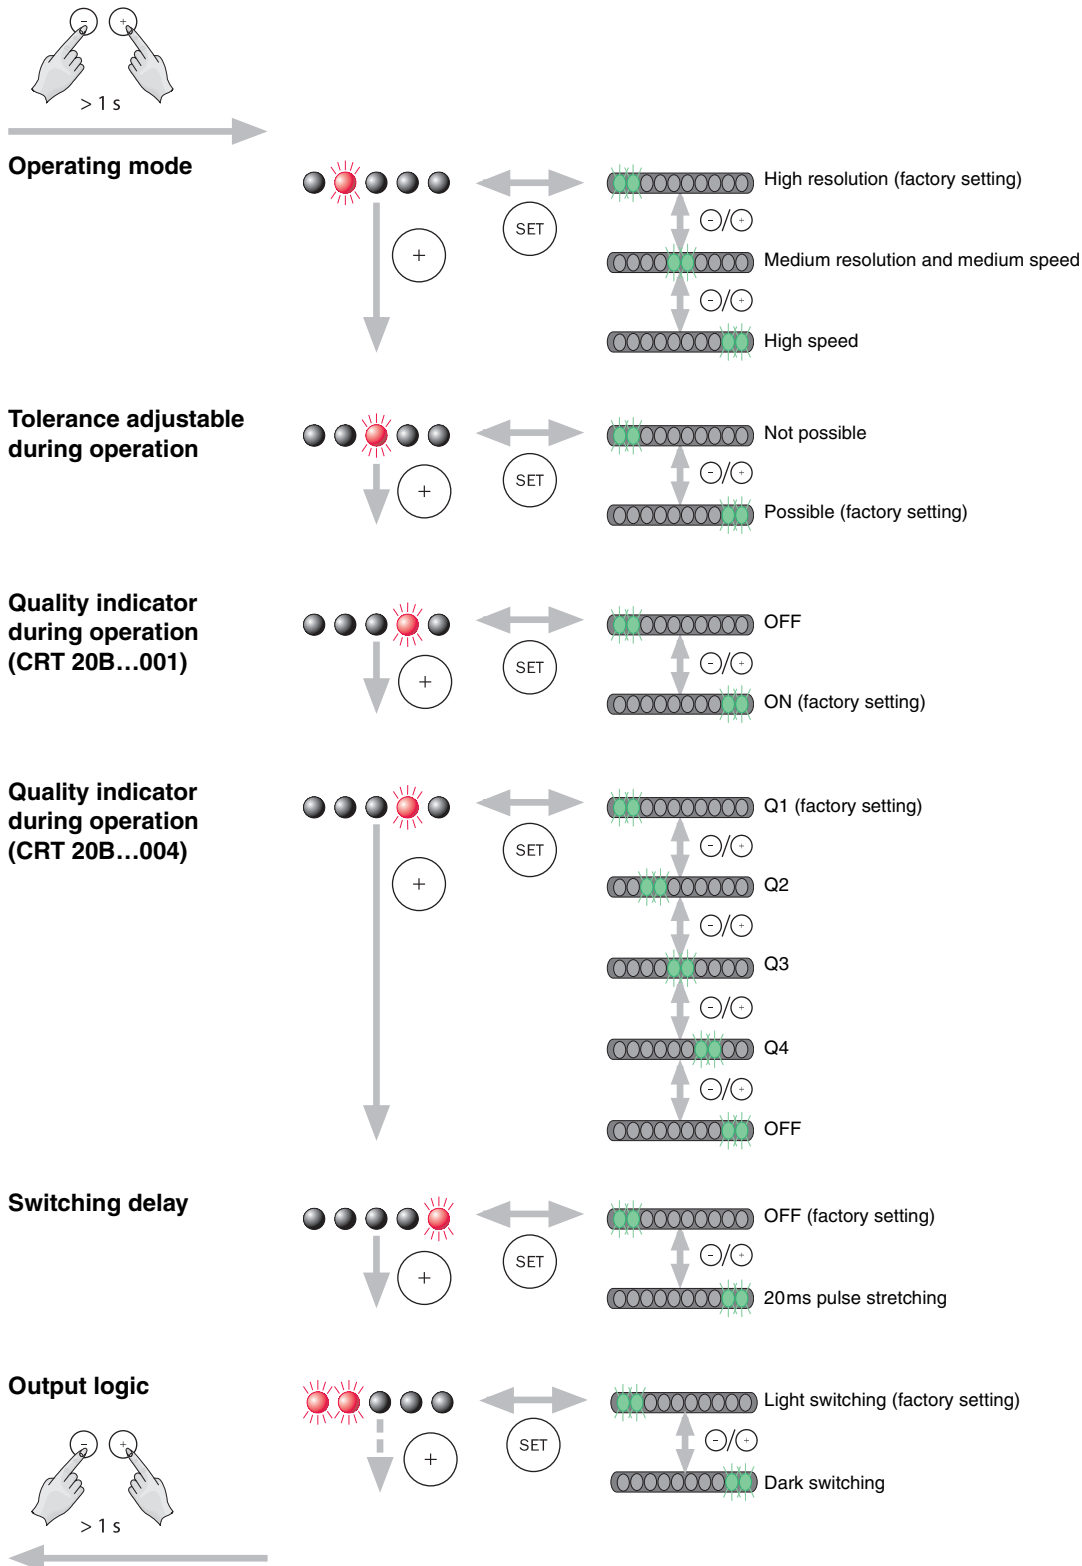 - +
> 1 s
Operating mode
High resolution (factory setting)
SET
-/+
+
Medium resolution and medium speed
-/+
High speed
Tolerance adjustable
during operation
Not possible
SET
-/+
+
Possible (factory setting)
Quality indicator
during operation
(CRT 20B...001)
OFF
SET
-/+
+
ON (factory setting)
Quality indicator
during operation
(CRT 20B...004)
Q1 (factory setting)
SET
-/+
+
Q2
-/+
Q3
-/+
Q4
-/+
OFF
Switching delay
OFF (factory setting)
SET
-/+
+
20ms pulse stretching
Output logic
Light switching (factory setting)
SET
-/+
+
Dark switching
- +
> 1 s